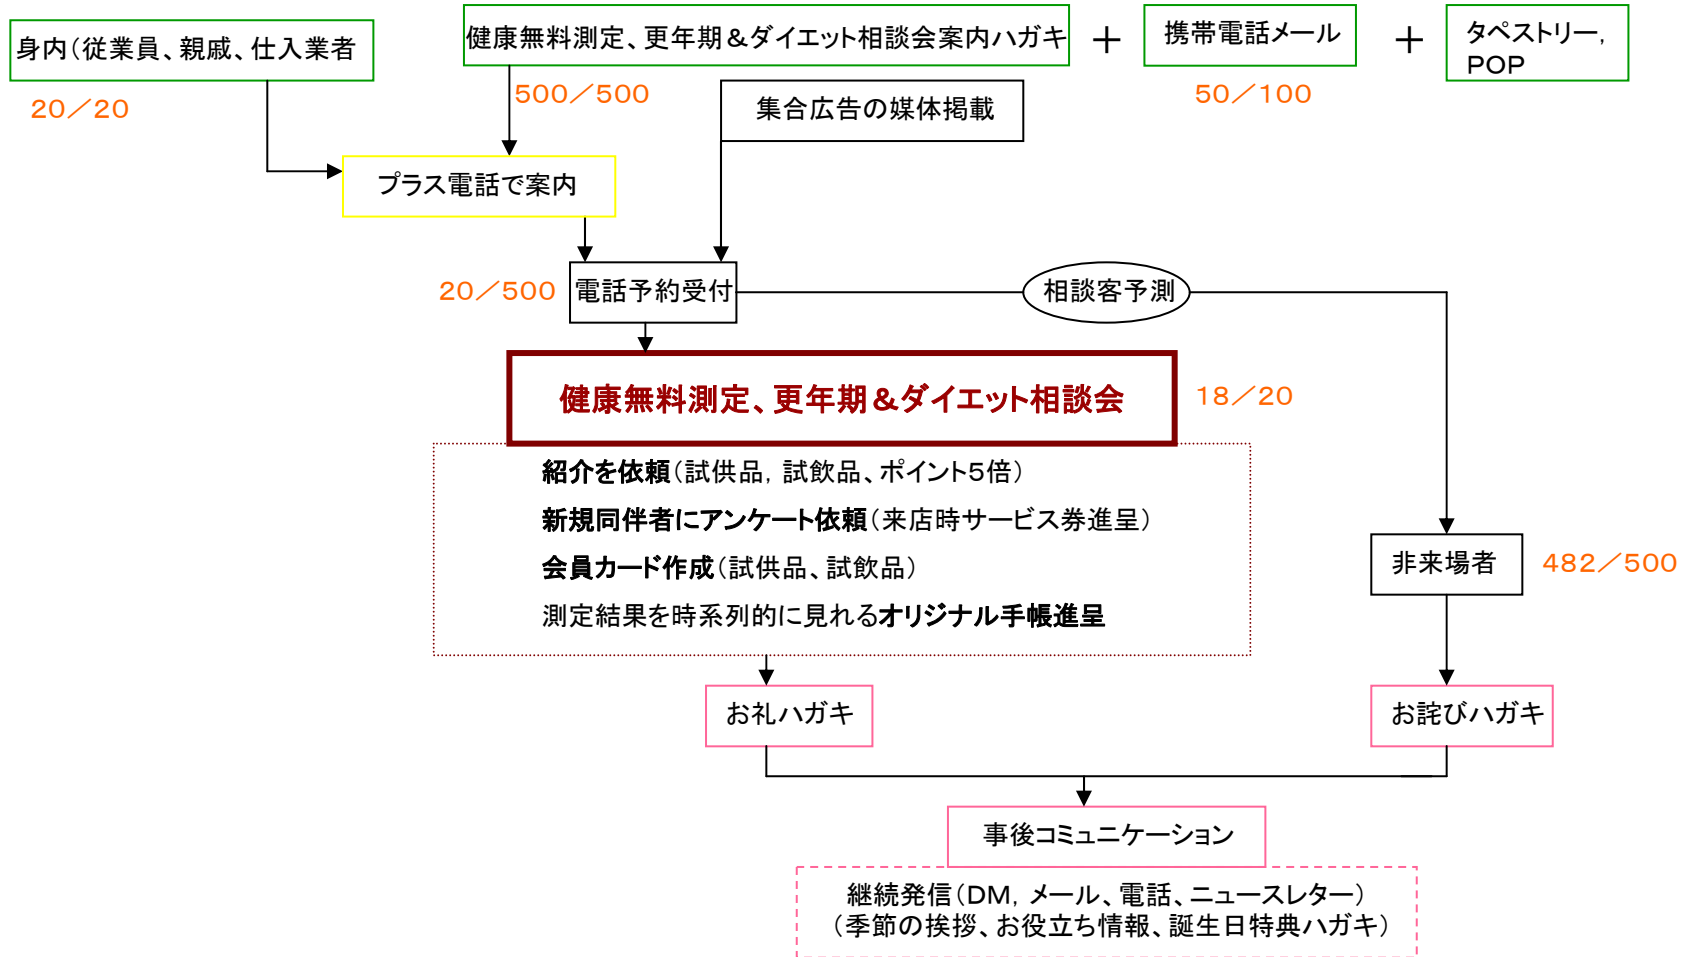 身内（従業員、親戚、仕入業者
20／20
健康無料測定、更年期＆ダイエット相談会案内ハガキ
500／500
＋
携帯電話メール
50／100
＋
タペストリー,
POP
集合広告の媒体掲載
プラス電話で案内
20／500
電話予約受付
相談客予測
健康無料測定、更年期＆ダイエット相談会
18／20
紹介を依頼（試供品, 試飲品、ポイント5倍）
新規同伴者にアンケート依頼（来店時サービス券進呈）
会員カード作成（試供品、試飲品）
測定結果を時系列的に見れるオリジナル手帳進呈
非来場者
482／500
お礼ハガキ
お詫びハガキ
事後コミュニケーション
継続発信（DM, メール、電話、ニュースレター）
（季節の挨拶、お役立ち情報、誕生日特典ハガキ）